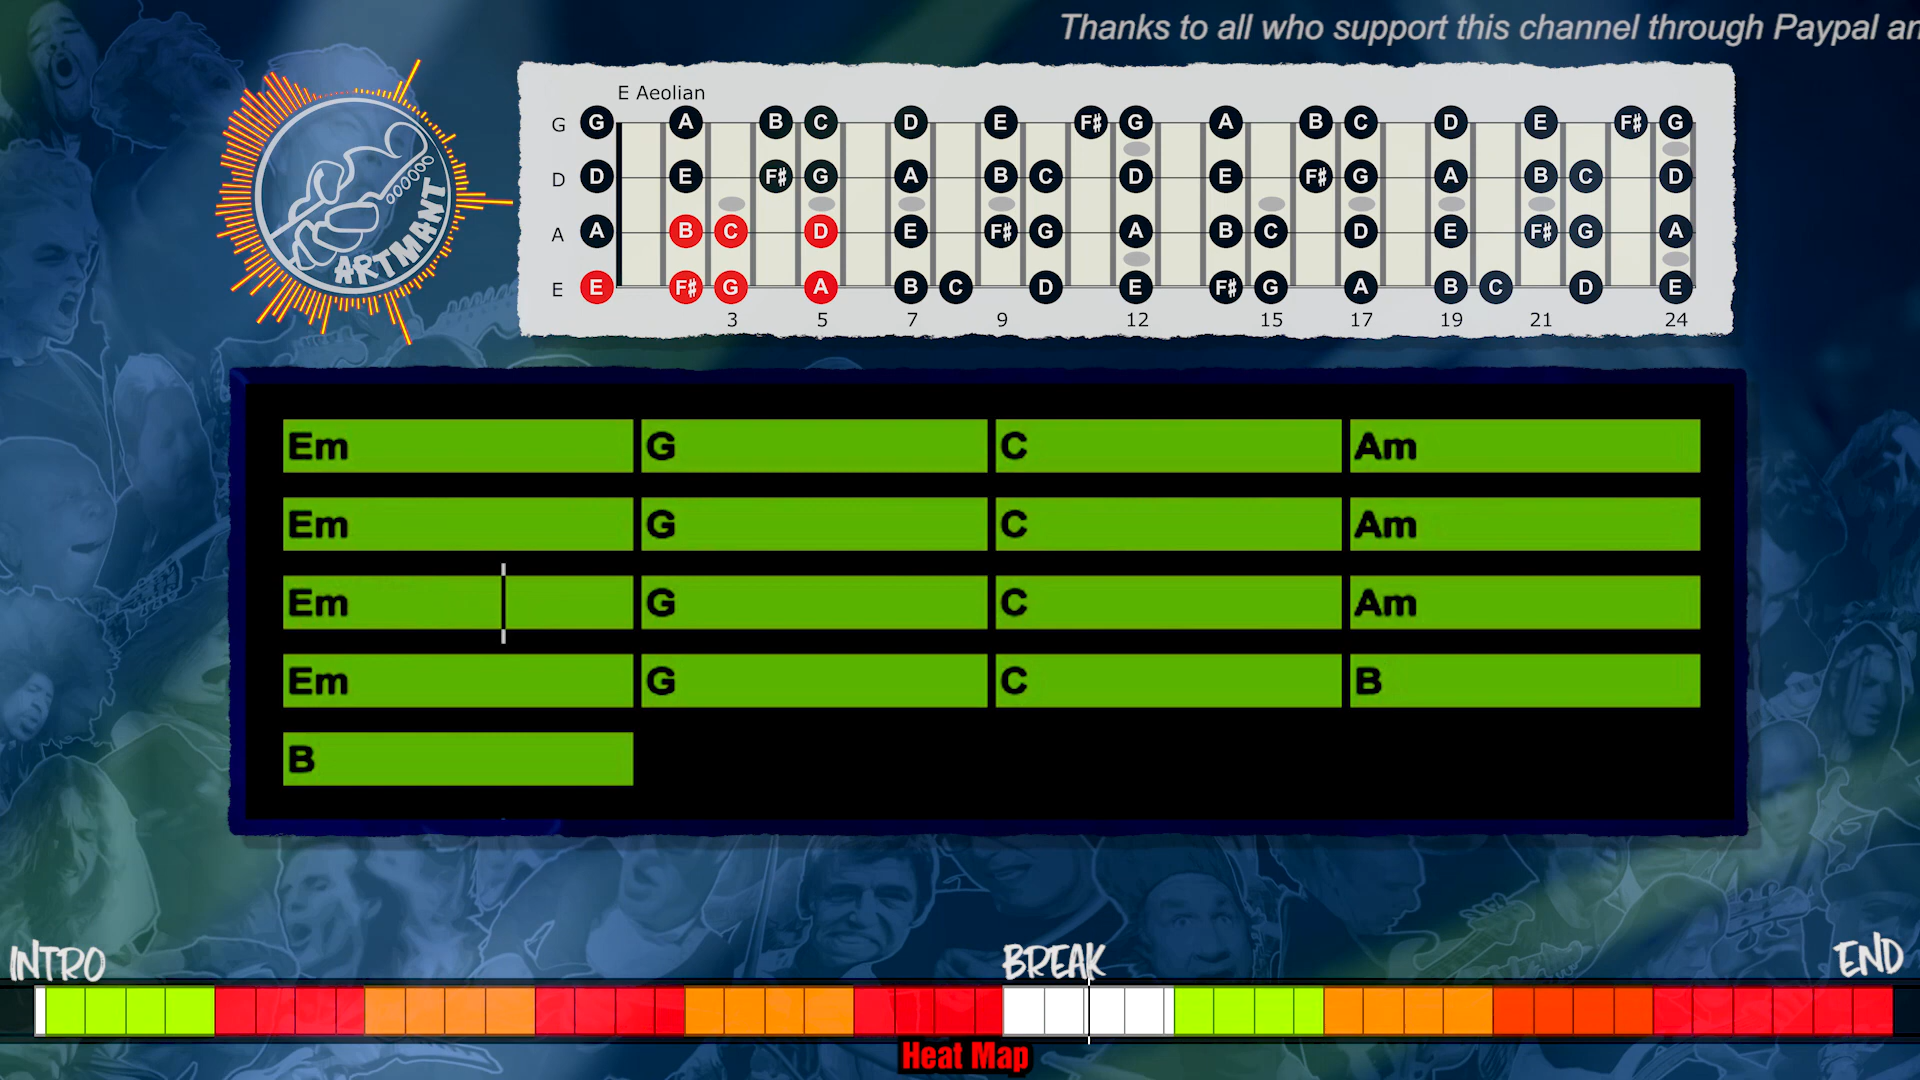 Thanks to all who support this channel through Paypal an
ARTMANT
E Aeolian
G G A B C D E F# G A B C D E F# G
D D E F# G A B C D E F# G A B C D
A A B C D E F# G A B C D E F# G A
E E F# G A B C D E F# G A B C D E
3 5 7 9 12 15 17 19 21 24
Em G C Am
Em G C Am
Em G C Am
Em G C B
B
INTRO BREAK END
Heat Map